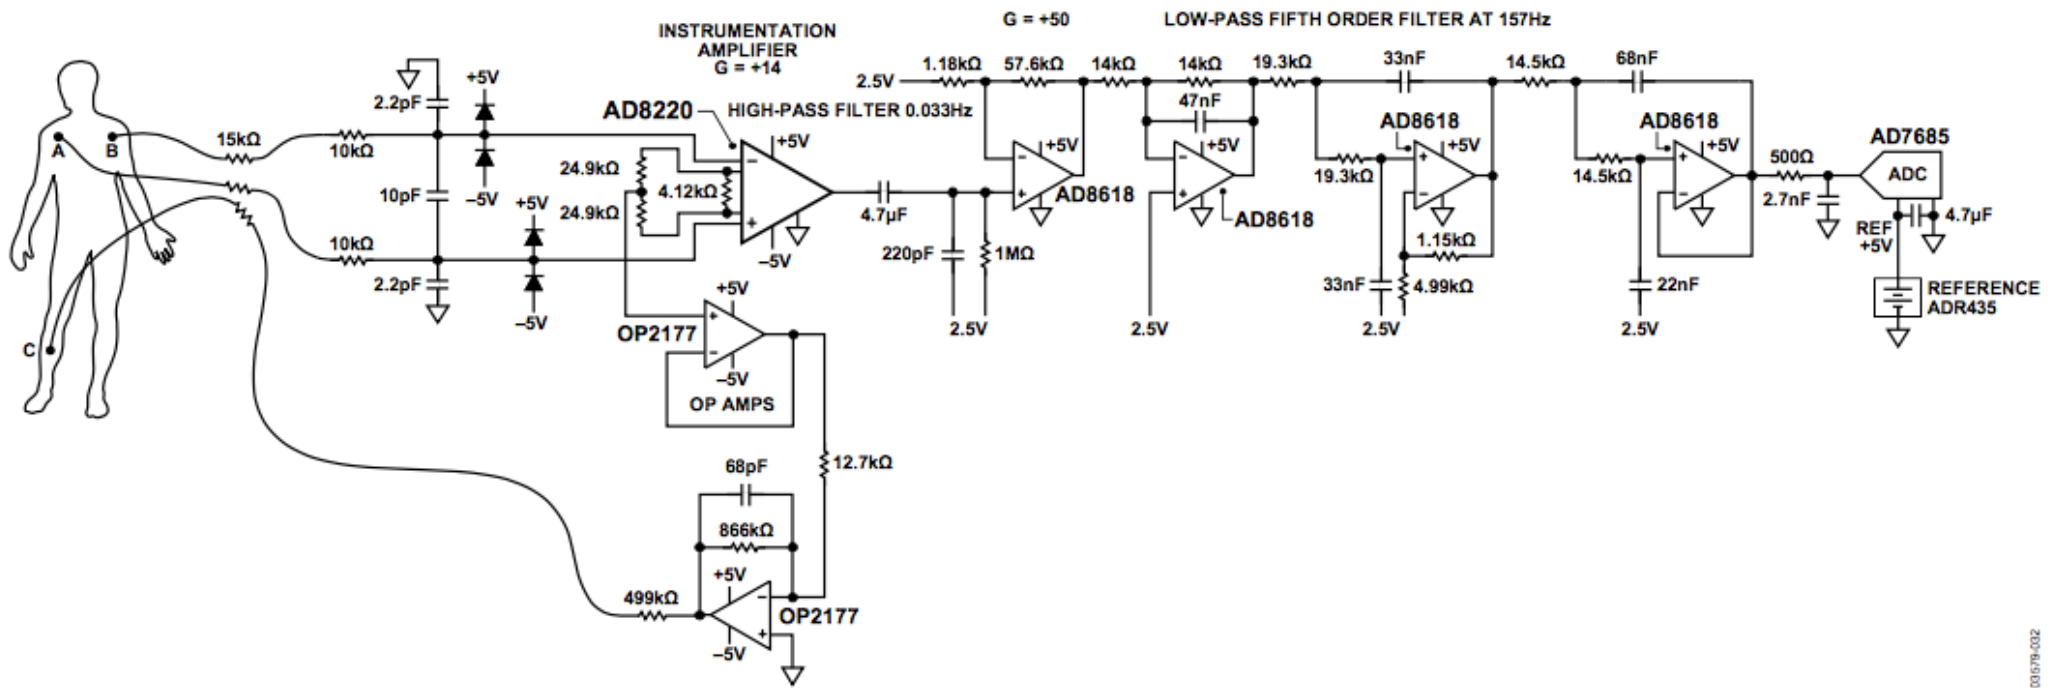 G = +50
LOW-PASS FIFTH ORDER FILTER AT 157Hz
INSTRUMENTATION
AMPLIFIER
G = +14
2.5V
1.18kΩ
57.6kΩ
14kΩ
14kΩ
19.3kΩ
33nF
14.5kΩ
68nF
+5V
2.2pF
AD8220
HIGH-PASS FILTER 0.033Hz
47nF
A
B
15kΩ
10kΩ
+5V
+5V
+5V
AD8618
+5V
AD8618
+5V
AD7685
ADC
500Ω
24.9kΩ
4.12kΩ
24.9kΩ
10pF
–5V
+5V
AD8618
AD8618
19.3kΩ
14.5kΩ
2.7nF
4.7µF
REF
+5V
10kΩ
–5V
4.7µF
220pF
1MΩ
1.15kΩ
4.99kΩ
33nF
22nF
2.2pF
–5V
REFERENCE
ADR435
2.5V
2.5V
2.5V
2.5V
2.5V
+5V
OP2177
–5V
OP AMPS
C
12.7kΩ
68pF
866kΩ
+5V
499kΩ
OP2177
–5V
03579-032